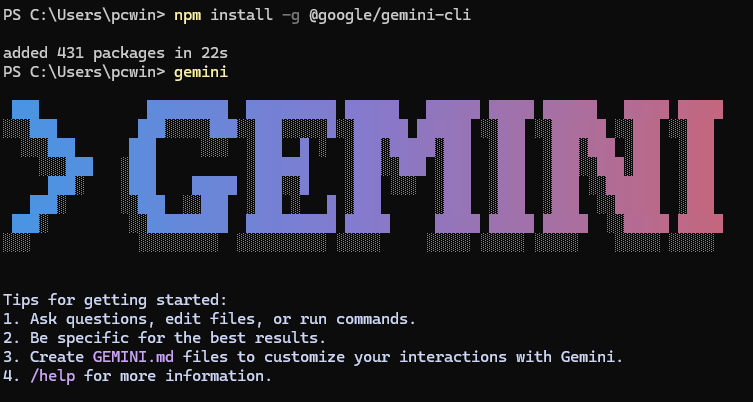 PS C:\Users\pcwin> npm install -g @google/gemini-cli
added 431 packages in 22s
PS C:\Users\pcwin> gemini
> GEMINI
Tips for getting started:
1. Ask questions, edit files, or run commands.
2. Be specific for the best results.
3. Create GEMINI.md files to customize your interactions with Gemini.
4. /help for more information.